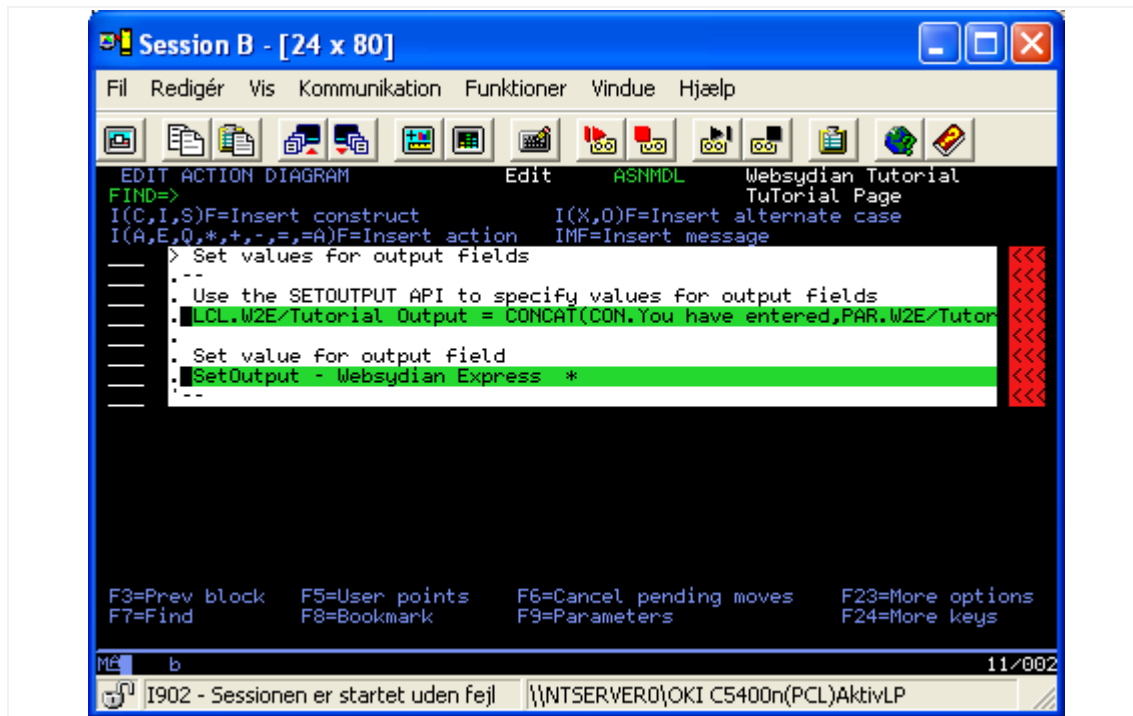 Session B - [24 x 80]
Fil Redigér Vis Kommunikation Funktioner Vindue Hjælp
EDIT ACTION DIAGRAM Edit ASNMDL Websydian Tutorial
FIND=> TuTorial Page
I(C,I,S)F=Insert construct I(X,O)F=Insert alternate case
I(A,E,Q,*,+,-,=,=A)F=Insert action IMF=Insert message
> Set values for output fields <<<
.-- <<<
. Use the SETOUTPUT API to specify values for output fields <<<
. LCL.W2E/Tutorial Output = CONCAT(CON.You have entered,PAR.W2E/Tutor <<<
. <<<
. Set value for output field <<<
. SetOutput - Websydian Express * <<<
'-- <<<
F3=Prev block F5=User points F6=Cancel pending moves F23=More options
F7=Find F8=Bookmark F9=Parameters F24=More keys
b 11/002
I902 - Sessionen er startet uden fejl \\NTSERVER0\OKI C5400n(PCL)AktivLP